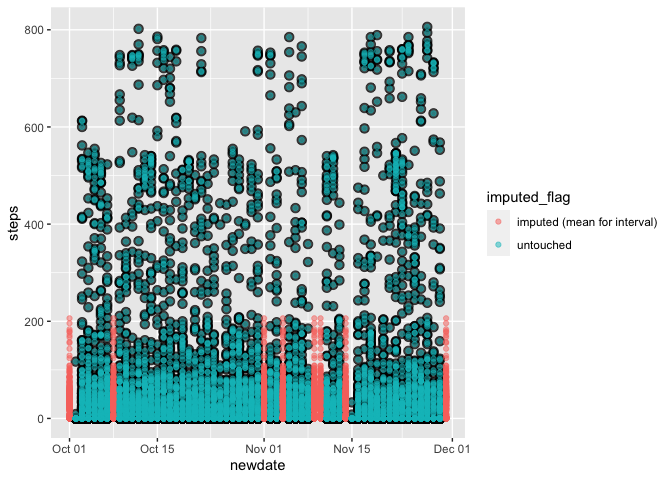 800
600
400
200
0
steps
Oct 01
Oct 15
Nov 01
Nov 15
Dec 01
newdate
imputed_flag
imputed (mean for interval)
untouched